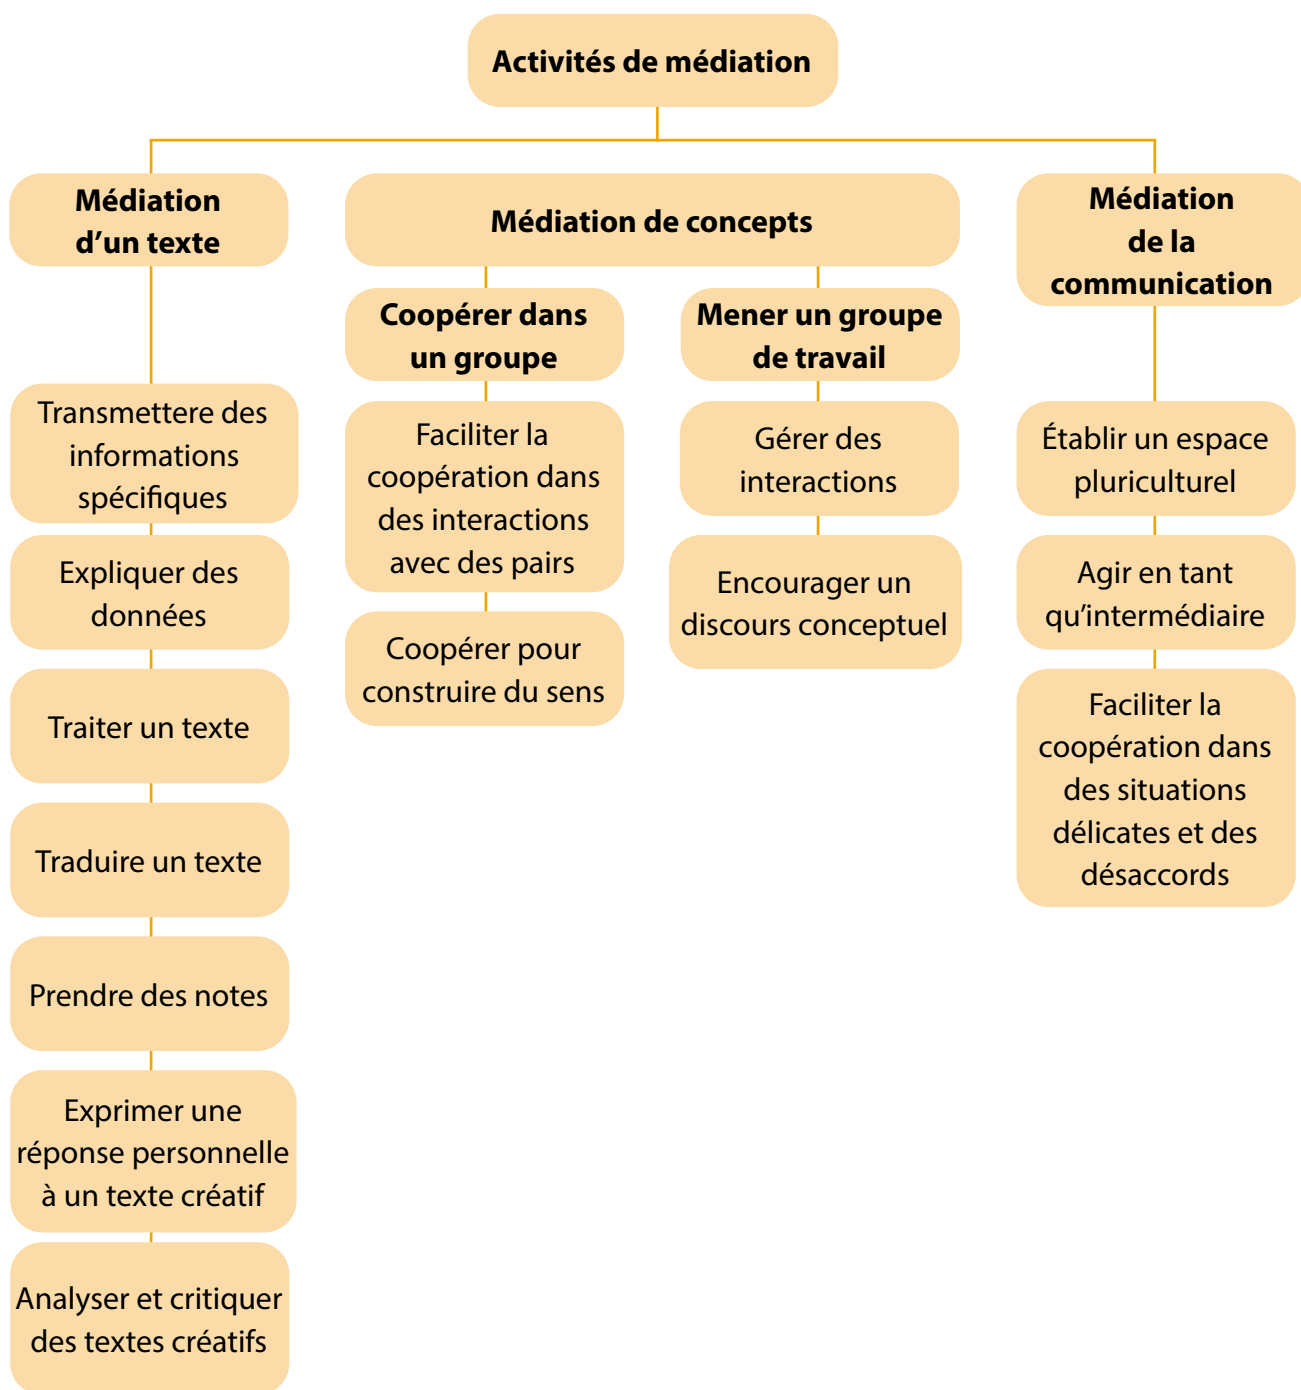 Activités de médiation
Médiation
d’un texte
Transmettere des
informations
spécifiques
Expliquer des
données
Traiter un texte
Traduire un texte
Prendre des notes
Exprimer une
réponse personnelle
à un texte créatif
Analyser et critiquer
des textes créatifs
Médiation de concepts
Coopérer dans
un groupe
Faciliter la
coopération dans
des interactions
avec des pairs
Coopérer pour
construire du sens
Mener un groupe
de travail
Gérer des
interactions
Encourager un
discours conceptuel
Médiation
de la
communication
Établir un espace
pluriculturel
Agir en tant
qu’intermédiaire
Faciliter la
coopération dans
des situations
délicates et des
désaccords